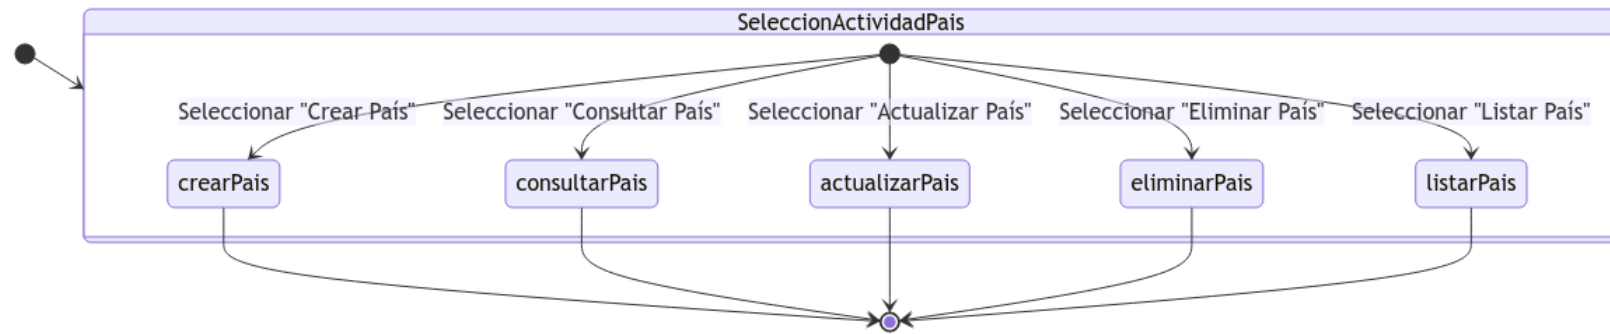 SeleccionActividadPais
Seleccionar "Crear País"
Seleccionar "Consultar País"
Seleccionar "Actualizar País"
Seleccionar "Eliminar País"
Seleccionar "Listar País"
crearPais
consultarPais
actualizarPais
eliminarPais
listarPais